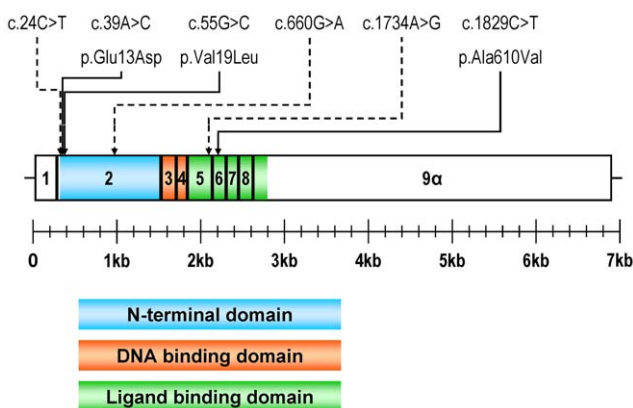 c.24C>T c.39A>C c.55G>C c.660G>A c.1734A>G c.1829C>T
p.Glu13Asp p.Val19Leu p.Ala610Val
1 2 3 4 5 6 7 8 9α
0 1kb 2kb 3kb 4kb 5kb 6kb 7kb
N-terminal domain
DNA binding domain
Ligand binding domain